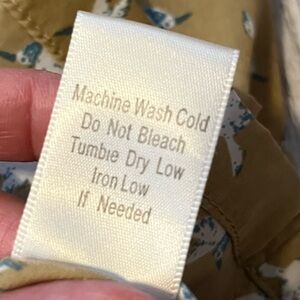 Machine Wash Cold
Do Not Bleach
Tumble Dry Low
Iron Low
If Needed